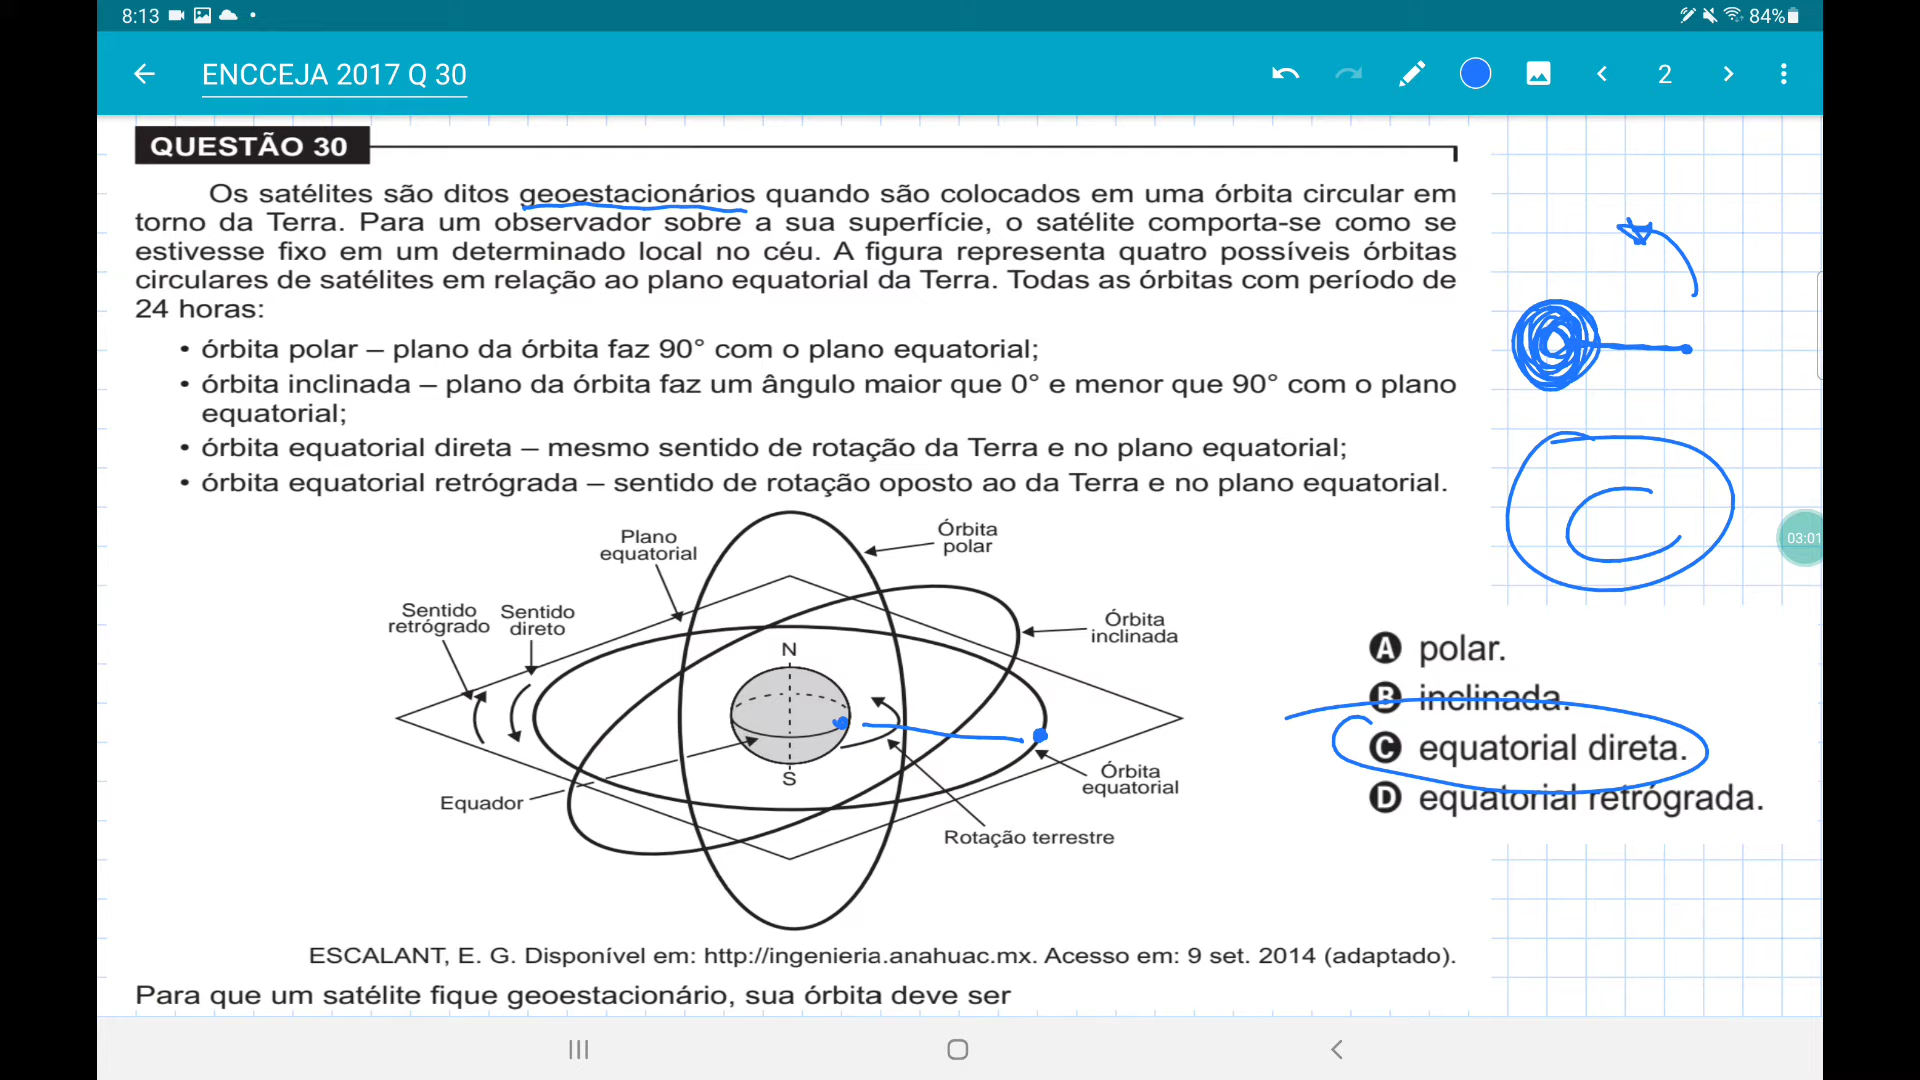 8:13
84%
ENCCEJA 2017 Q 30
2
QUESTÃO 30
Os satélites são ditos geoestacionários quando são colocados em uma órbita circular em
torno da Terra. Para um observador sobre a sua superfície, o satélite comporta-se como se
estivesse fixo em um determinado local no céu. A figura representa quatro possíveis órbitas
circulares de satélites em relação ao plano equatorial da Terra. Todas as órbitas com período de
24 horas:
• órbita polar – plano da órbita faz 90° com o plano equatorial;
• órbita inclinada – plano da órbita faz um ângulo maior que 0° e menor que 90° com o plano
equatorial;
• órbita equatorial direta – mesmo sentido de rotação da Terra e no plano equatorial;
• órbita equatorial retrógrada – sentido de rotação oposto ao da Terra e no plano equatorial.
C
03:01
Plano
equatorial
Órbita
polar
Sentido
retrógrado
Sentido
direto
Órbita
inclinada
N
S
Equador
Órbita
equatorial
Rotação terrestre
A polar.
B inclinada.
C equatorial direta.
D equatorial retrógrada.
ESCALANT, E. G. Disponível em: http://ingenieria.anahuac.mx. Acesso em: 9 set. 2014 (adaptado).
Para que um satélite fique geoestacionário, sua órbita deve ser